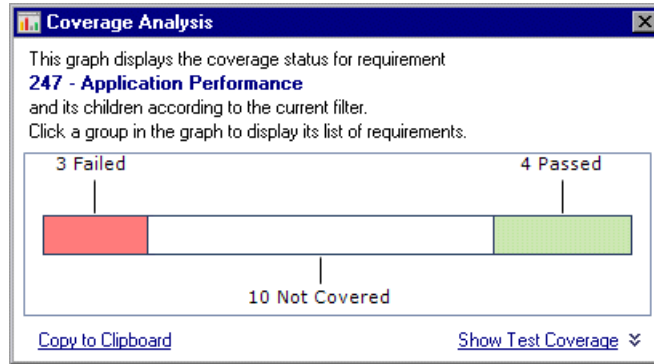 Coverage Analysis
This graph displays the coverage status for requirement
247 - Application Performance
and its children according to the current filter.
Click a group in the graph to display its list of requirements.
3 Failed
4 Passed
10 Not Covered
Copy to Clipboard
Show Test Coverage